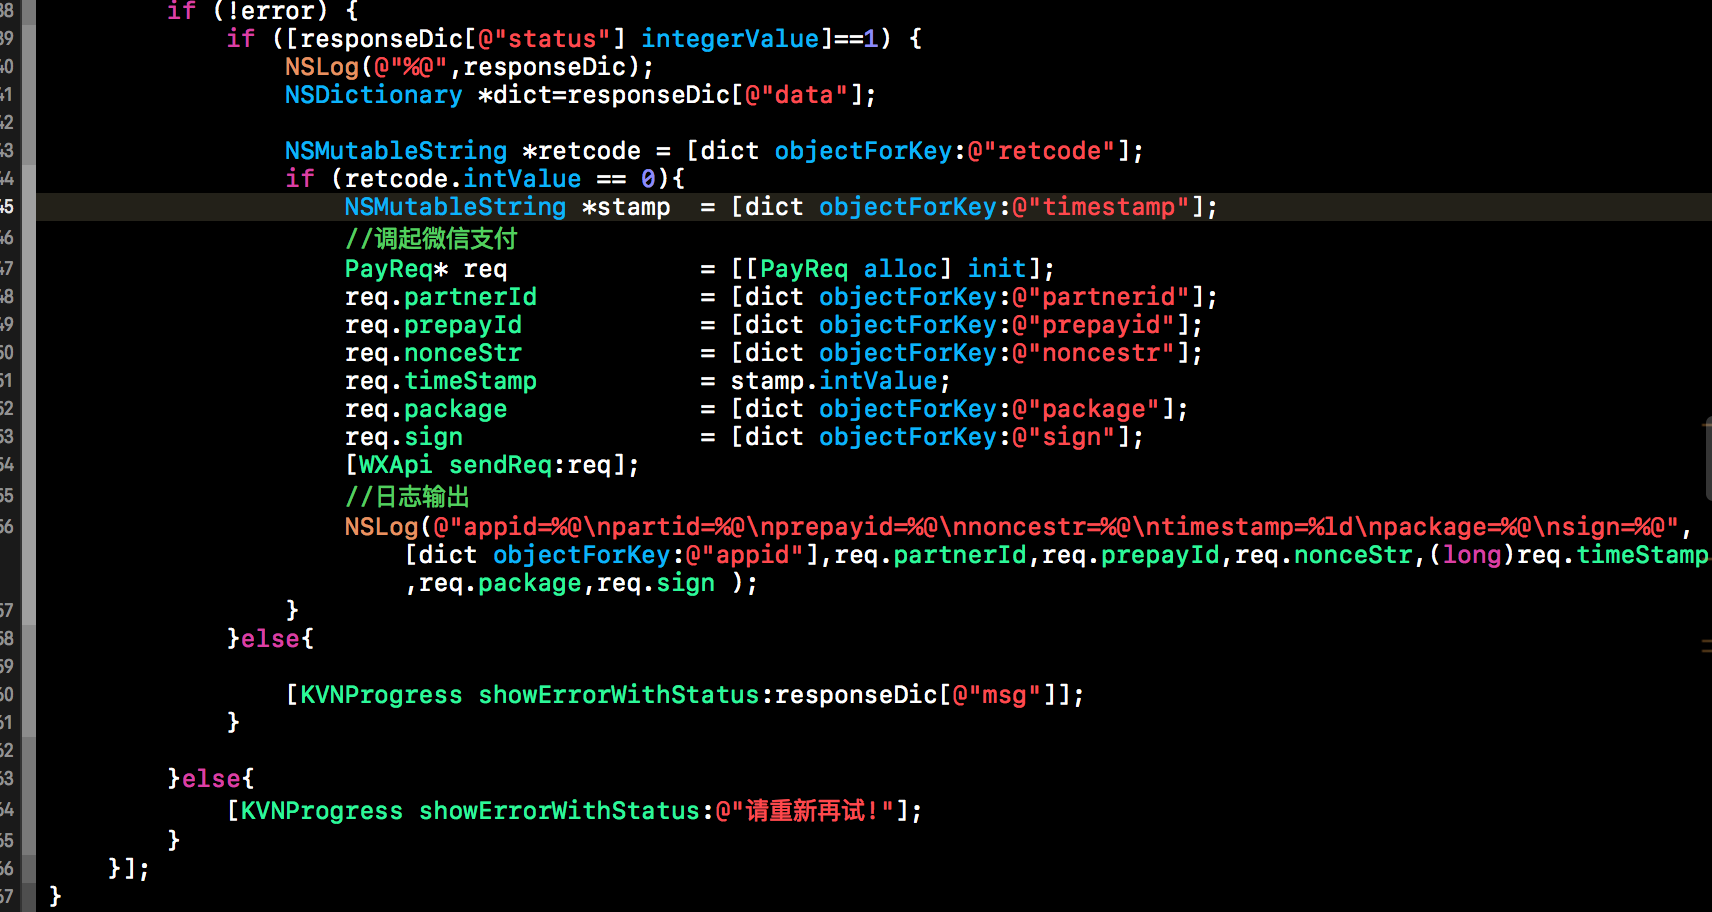 38 if (!error) {
39 if ([responseDic[@"status"] integerValue]==1) {
40 NSLog(@"%@",responseDic);
41 NSDictionary *dict=responseDic[@"data"];
42
43 NSMutableString *retcode = [dict objectForKey:@"retcode"];
44 if (retcode.intValue == 0){
45 NSMutableString *stamp  = [dict objectForKey:@"timestamp"];
46 //调起微信支付
47 PayReq* req             = [[PayReq alloc] init];
48 req.partnerId           = [dict objectForKey:@"partnerid"];
49 req.prepayId            = [dict objectForKey:@"prepayid"];
50 req.nonceStr            = [dict objectForKey:@"noncestr"];
51 req.timeStamp           = stamp.intValue;
52 req.package             = [dict objectForKey:@"package"];
53 req.sign                = [dict objectForKey:@"sign"];
54 [WXApi sendReq:req];
55 //日志输出
56 NSLog(@"appid=%@\npartid=%@\nprepayid=%@\nnoncestr=%@\ntimestamp=%ld\npackage=%@\nsign=%@",
[dict objectForKey:@"appid"],req.partnerId,req.prepayId,req.nonceStr,(long)req.timeStamp
,req.package,req.sign );
57 }
58 }else{
59
60 [KVNProgress showErrorWithStatus:responseDic[@"msg"]];
61 }
62
63 }else{
64 [KVNProgress showErrorWithStatus:@"请重新再试!"];
65 }
66 }];
67 }